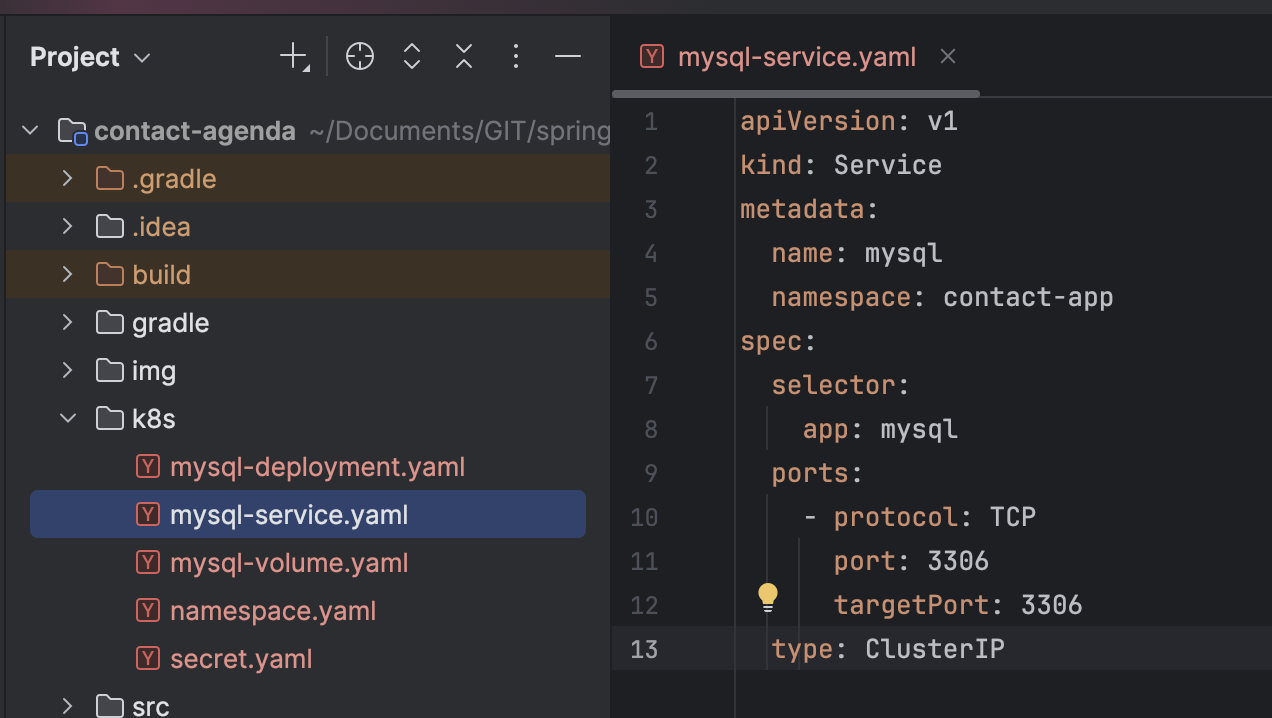 Project
contact-agenda ~/Documents/GIT/spring
.gradle
.idea
build
gradle
img
k8s
Y mysql-deployment.yaml
Y mysql-service.yaml
Y mysql-volume.yaml
Y namespace.yaml
Y secret.yaml
src
Y mysql-service.yaml
1 apiVersion: v1
2 kind: Service
3 metadata:
4   name: mysql
5   namespace: contact-app
6 spec:
7   selector:
8     app: mysql
9   ports:
10     - protocol: TCP
11       port: 3306
12       targetPort: 3306
13   type: ClusterIP